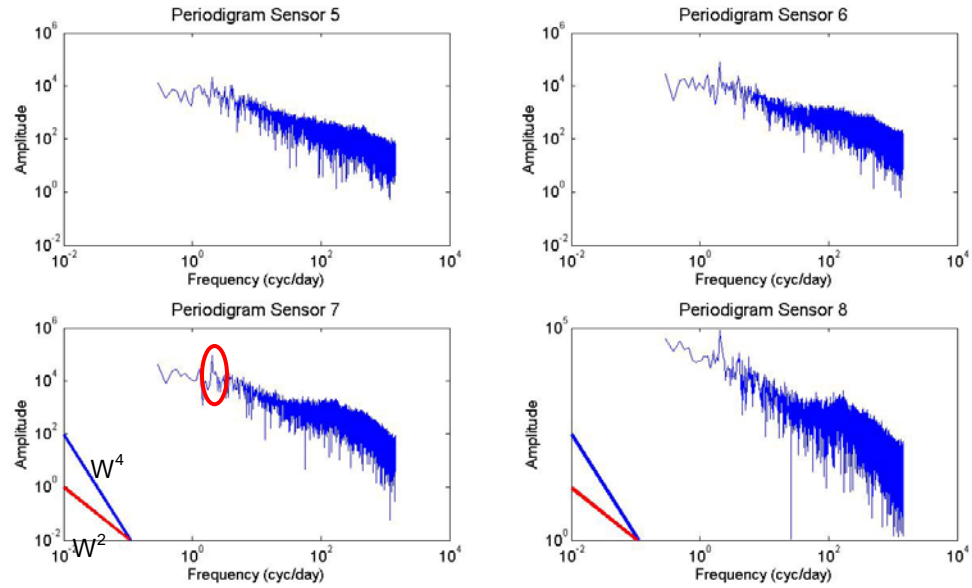 Periodigram Sensor 5
10^6
10^4
10^2
10^0
10^-2
Amplitude
10^-2 10^0 10^2 10^4
Frequency (cyc/day)
Periodigram Sensor 6
10^6
10^4
10^2
10^0
10^-2
Amplitude
10^-2 10^0 10^2 10^4
Frequency (cyc/day)
Periodigram Sensor 7
10^6
10^4
10^2
10^0
10^-2
Amplitude
W^4
W^2
10^-2 10^0 10^2 10^4
Frequency (cyc/day)
Periodigram Sensor 8
10^5
10^0
Amplitude
10^-2 10^0 10^2 10^4
Frequency (cyc/day)